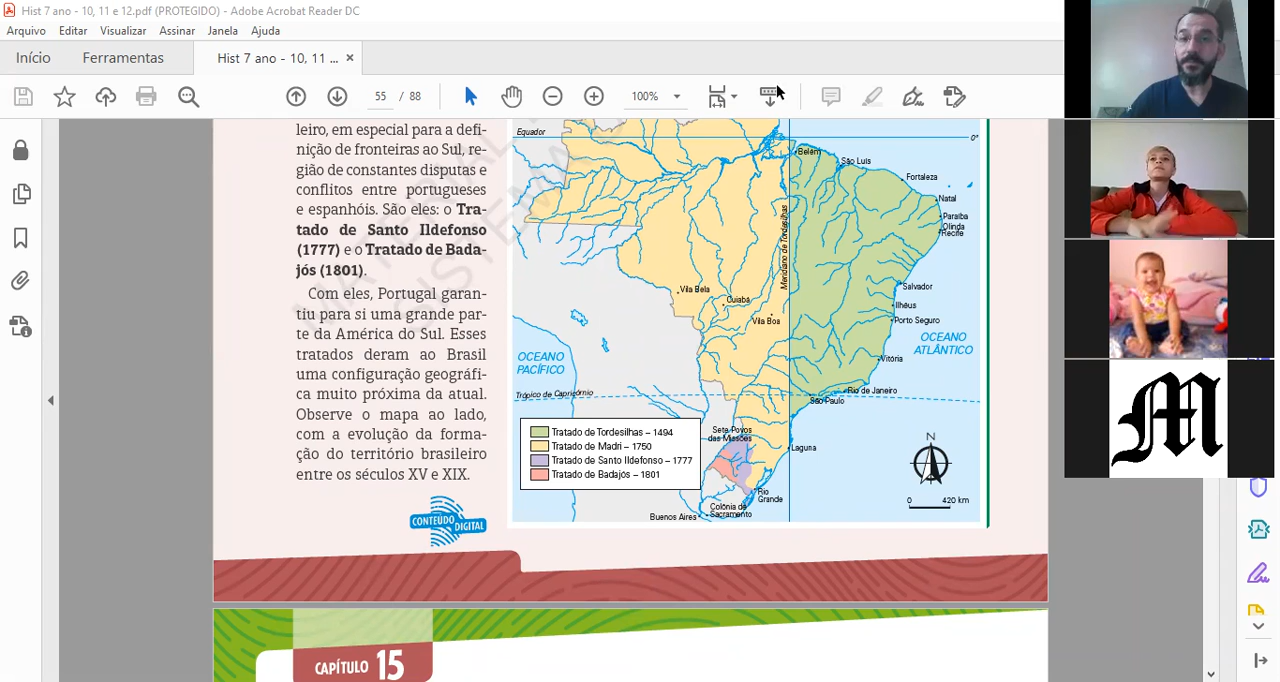 Hist 7 ano - 10, 11 e 12.pdf (PROTEGIDO) - Adobe Acrobat Reader DC
Arquivo Editar Visualizar Assinar Janela Ajuda
Início Ferramentas Hist 7 ano - 10, 11 ... ×
55 / 88 100%
leiro, em especial para a defi-
nição de fronteiras ao Sul, re-
gião de constantes disputas e
conflitos entre portugueses
e espanhóis. São eles: o Tra-
tado de Santo Ildefonso
(1777) e o Tratado de Bada-
jós (1801).
Com eles, Portugal garan-
tiu para si uma grande par-
te da América do Sul. Esses
tratados deram ao Brasil
uma configuração geográfi-
ca muito próxima da atual.
Observe o mapa ao lado,
com a evolução da forma-
ção do território brasileiro
entre os séculos XV e XIX.
CONTEÚDO
DIGITAL
Equador
0°
Belém
São Luís
Fortaleza
Natal
Paraíba
Olinda
Recife
Meridiano de Tordesilhas
Salvador
Vila Bela
Cuiabá
Ilhéus
Vila Boa
Porto Seguro
OCEANO
ATLÂNTICO
OCEANO
PACÍFICO
Vitória
Trópico de Capricórnio
Rio de Janeiro
São Paulo
Sete Povos
das Missões
Laguna
N
Tratado de Tordesilhas – 1494
Tratado de Madri – 1750
Tratado de Santo Ildefonso – 1777
Tratado de Badajós – 1801
Rio
Grande
0 420 km
Colônia de
Sacramento
Buenos Aires
CAPÍTULO 15
M